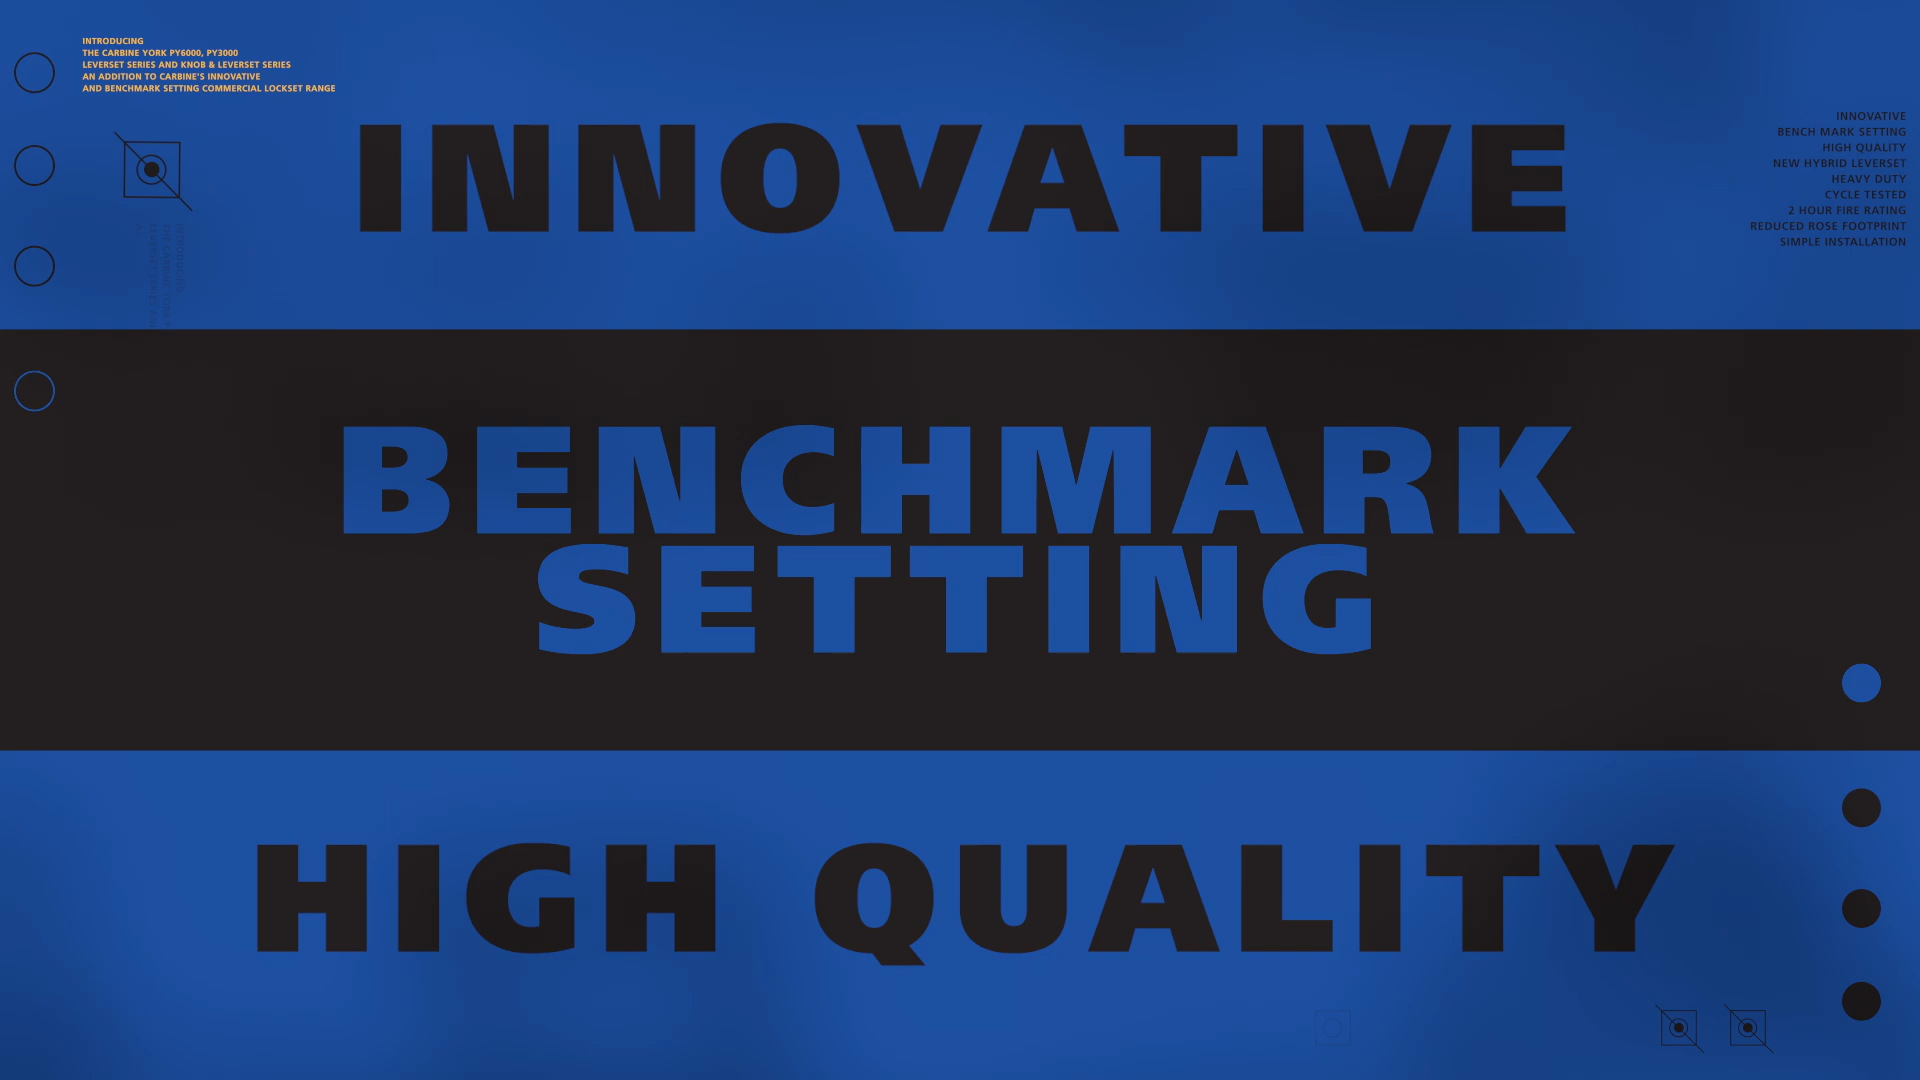 INTRODUCING
THE CARBINE YORK PY6000, PY3000
LEVERSET SERIES AND KNOB & LEVERSET SERIES
AN ADDITION TO CARBINE'S INNOVATIVE
AND BENCHMARK SETTING COMMERCIAL LOCKSET RANGE
INNOVATIVE
INNOVATIVE
BENCH MARK SETTING
HIGH QUALITY
NEW HYBRID LEVERSET
HEAVY DUTY
CYCLE TESTED
2 HOUR FIRE RATING
REDUCED ROSE FOOTPRINT
SIMPLE INSTALLATION
BENCHMARK
SETTING
HIGH QUALITY